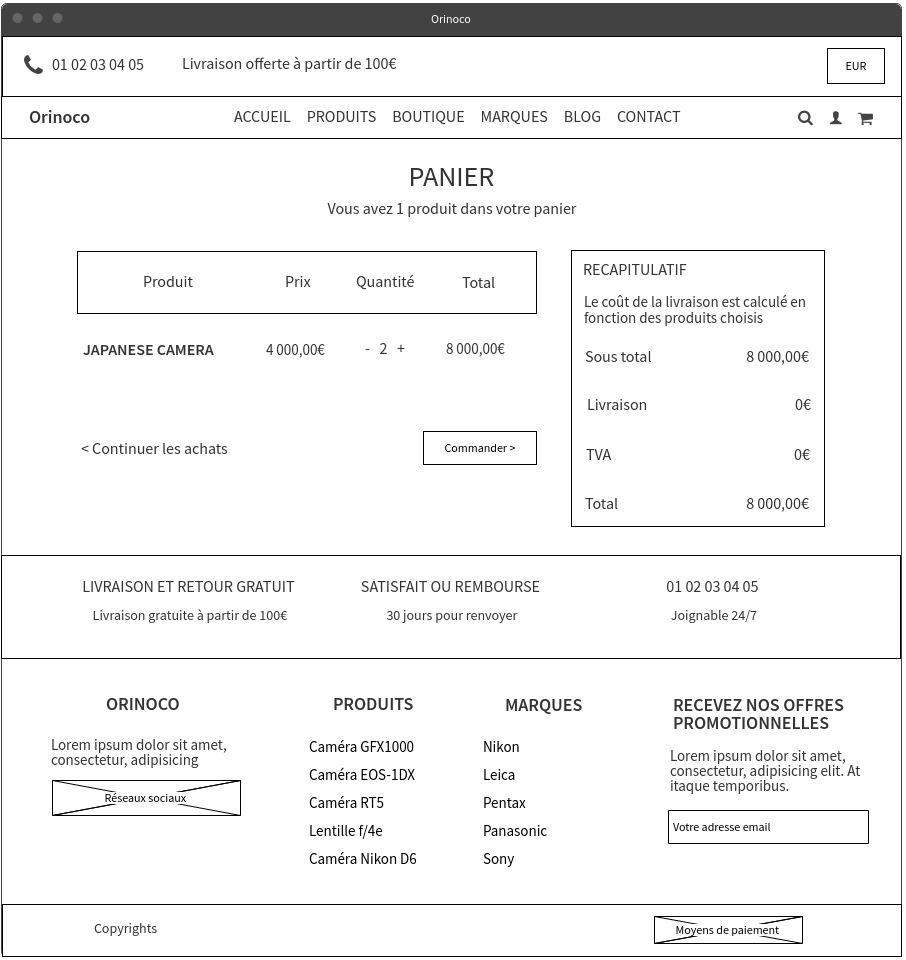 Orinoco
01 02 03 04 05 Livraison offerte à partir de 100€ EUR
Orinoco ACCUEIL PRODUITS BOUTIQUE MARQUES BLOG CONTACT
PANIER
Vous avez 1 produit dans votre panier
Produit Prix Quantité Total
JAPANESE CAMERA 4 000,00€ - 2 + 8 000,00€
< Continuer les achats Commander >
RECAPITULATIF
Le coût de la livraison est calculé en
fonction des produits choisis
Sous total 8 000,00€
Livraison 0€
TVA 0€
Total 8 000,00€
LIVRAISON ET RETOUR GRATUIT
Livraison gratuite à partir de 100€
SATISFAIT OU REMBOURSE
30 jours pour renvoyer
01 02 03 04 05
Joignable 24/7
ORINOCO
Lorem ipsum dolor sit amet,
consectetur, adipisicing
Réseaux sociaux
PRODUITS
Caméra GFX1000
Caméra EOS-1DX
Caméra RT5
Lentille f/4e
Caméra Nikon D6
MARQUES
Nikon
Leica
Pentax
Panasonic
Sony
RECEVEZ NOS OFFRES
PROMOTIONNELLES
Lorem ipsum dolor sit amet,
consectetur, adipisicing elit. At
itaque temporibus.
Votre adresse email
Copyrights Moyens de paiement